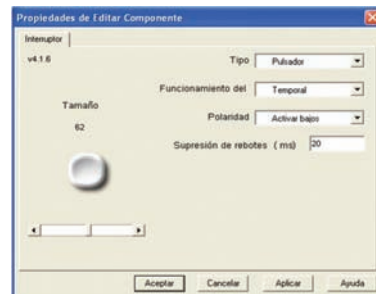 Propiedades de Editar Componente
Interruptor
v4.1.6
Tipo Pulsador
Funcionamiento del Temporal
Tamaño
62
Polaridad Activar bajos
Supresión de rebotes (ms) 20
Aceptar Cancelar Aplicar Ayuda